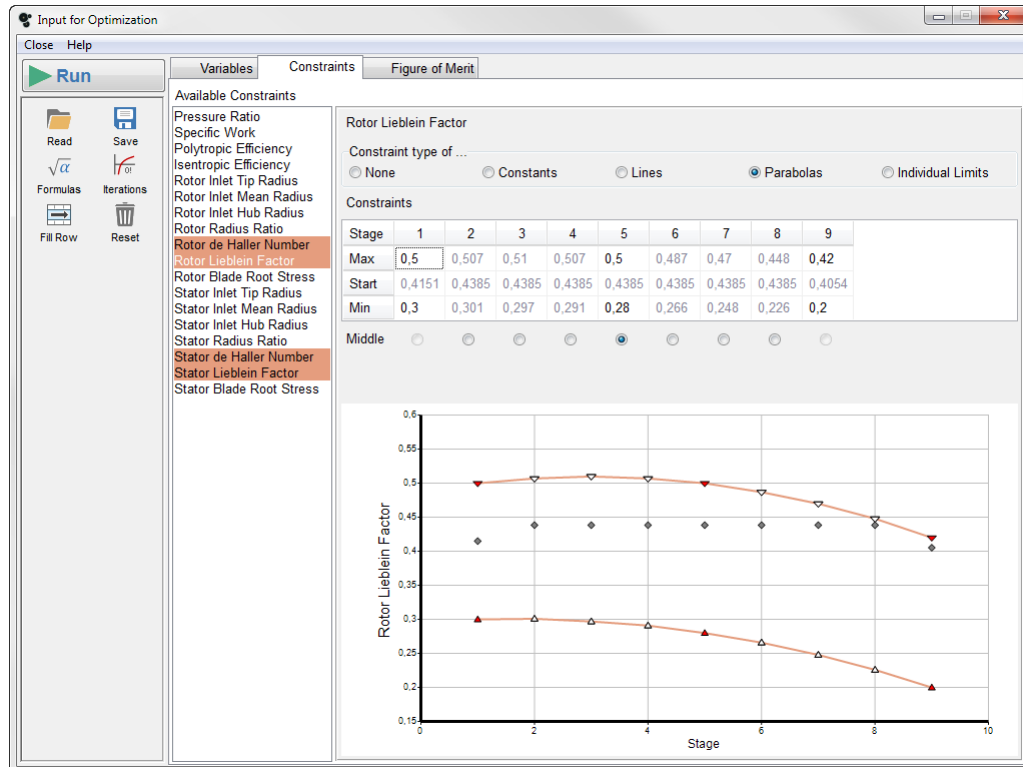 Input for Optimization
Close Help
Run
Read Save
√α 0!
Formulas Iterations
Fill Row Reset
Variables Constraints Figure of Merit
Available Constraints
Pressure Ratio
Specific Work
Polytropic Efficiency
Isentropic Efficiency
Rotor Inlet Tip Radius
Rotor Inlet Mean Radius
Rotor Inlet Hub Radius
Rotor Radius Ratio
Rotor de Haller Number
Rotor Lieblein Factor
Rotor Blade Root Stress
Stator Inlet Tip Radius
Stator Inlet Mean Radius
Stator Inlet Hub Radius
Stator Radius Ratio
Stator de Haller Number
Stator Lieblein Factor
Stator Blade Root Stress
Rotor Lieblein Factor
Constraint type of ...
None Constants Lines Parabolas Individual Limits
Constraints
Stage 1 2 3 4 5 6 7 8 9
Max 0,5 0,507 0,51 0,507 0,5 0,487 0,47 0,448 0,42
Start 0,4151 0,4385 0,4385 0,4385 0,4385 0,4385 0,4385 0,4385 0,4054
Min 0,3 0,301 0,297 0,291 0,28 0,266 0,248 0,226 0,2
Middle
Rotor Lieblein Factor
0,6
0,55
0,5
0,45
0,4
0,35
0,3
0,25
0,2
0,15
0 2 4 6 8 10
Stage